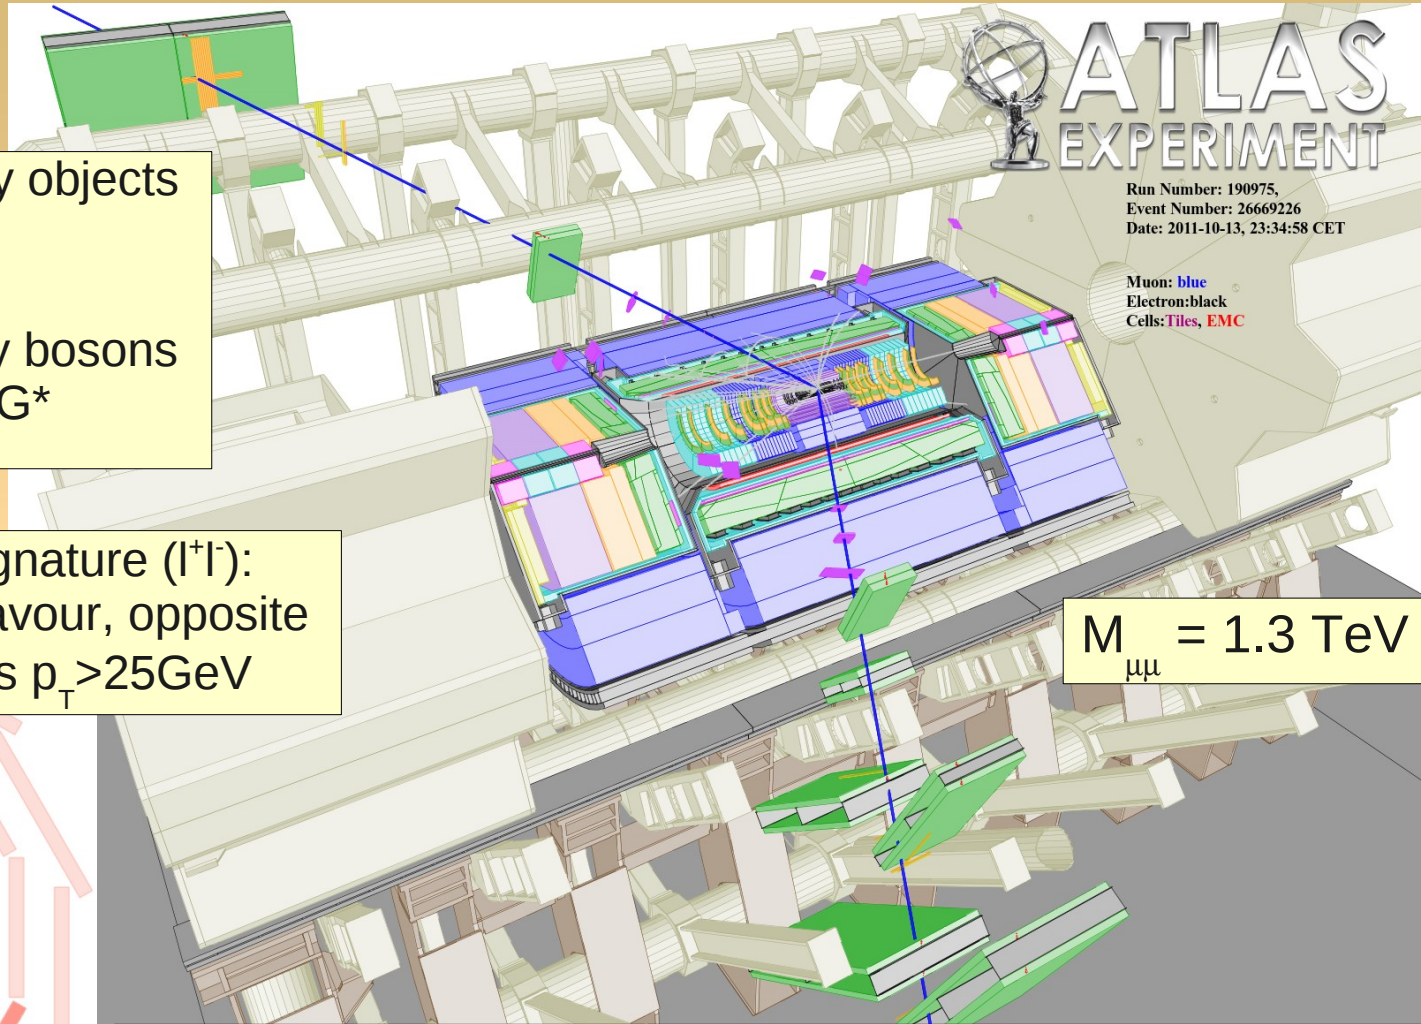 ATLAS
EXPERIMENT
Run Number: 190975,
Event Number: 26669226
Date: 2011-10-13, 23:34:58 CET
Muon: blue
Electron:black
Cells:Tiles, EMC
y objects
y bosons
G*
gnature (l⁺l⁻):
avour, opposite
s p_T>25GeV
M_μμ = 1.3 TeV